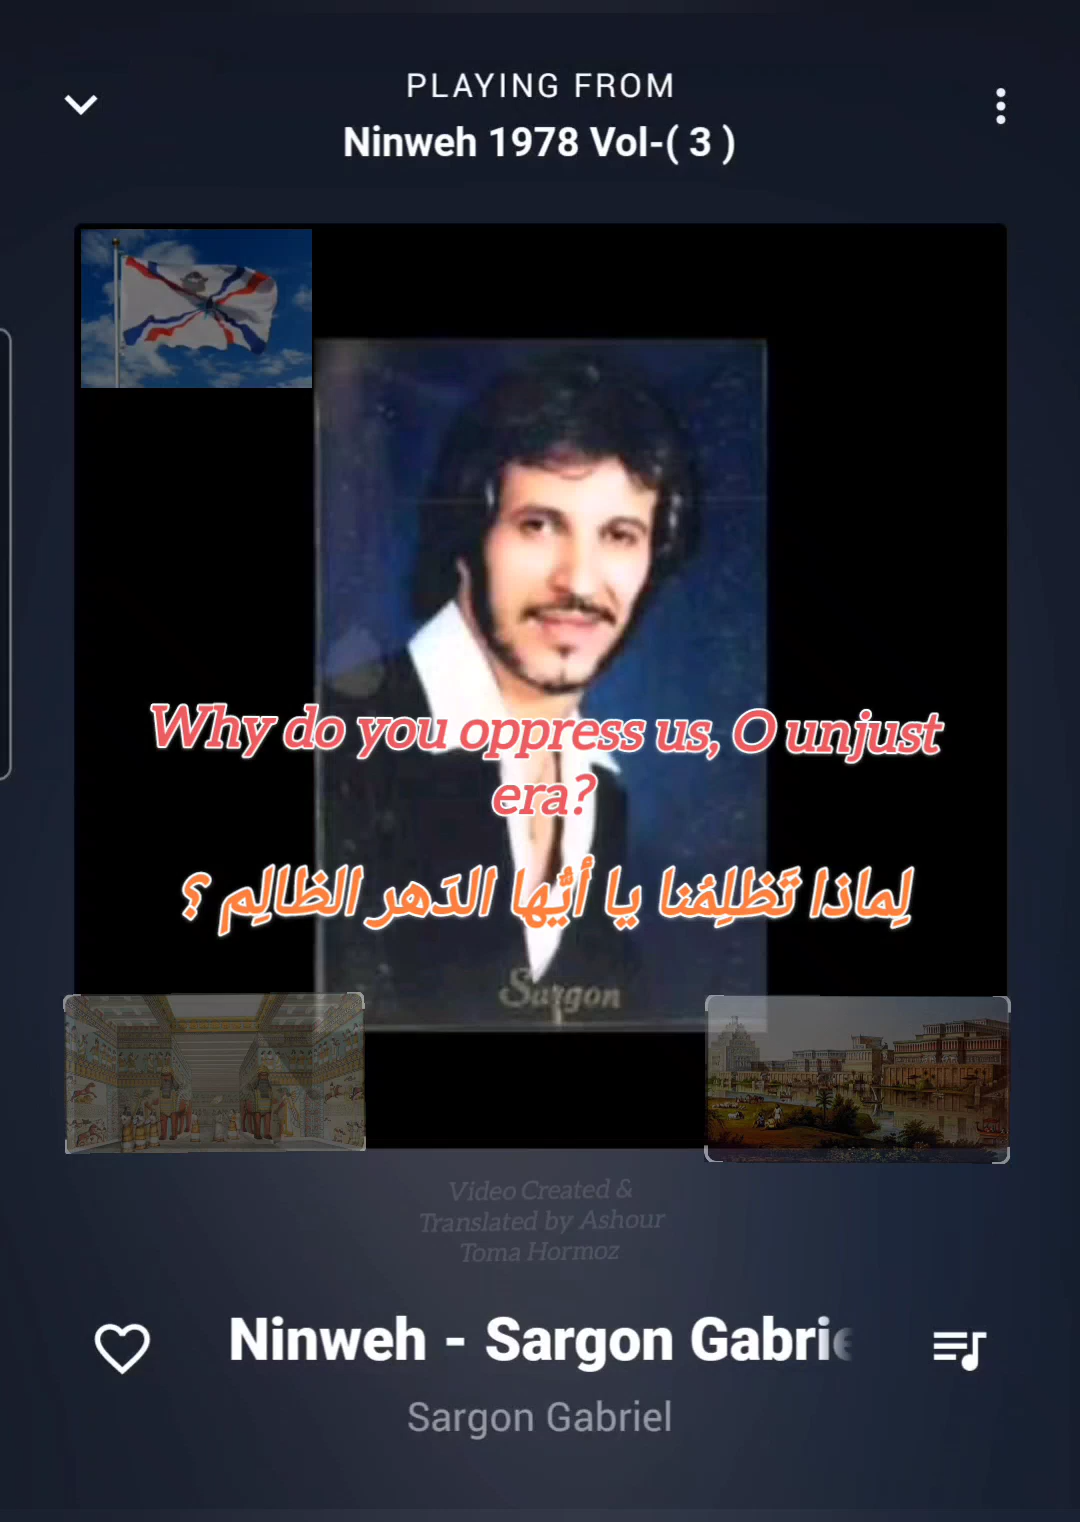 PLAYING FROM
Ninweh 1978 Vol-( 3 )
Why do you oppress us, O unjust
era?
لِماذا تَظلِمُنا يا أيُّها الدَهر الظالِم ؟
Sargon
Video Created &
Translated by Ashour
Toma Hormoz
Ninweh - Sargon Gabrie
Sargon Gabriel